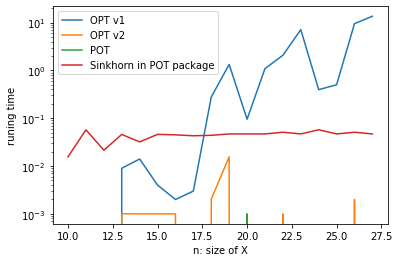 OPT v1
OPT v2
POT
Sinkhorn in POT package
runing time
10¹
10⁰
10⁻¹
10⁻²
10⁻³
10.0 12.5 15.0 17.5 20.0 22.5 25.0 27.5
n: size of X